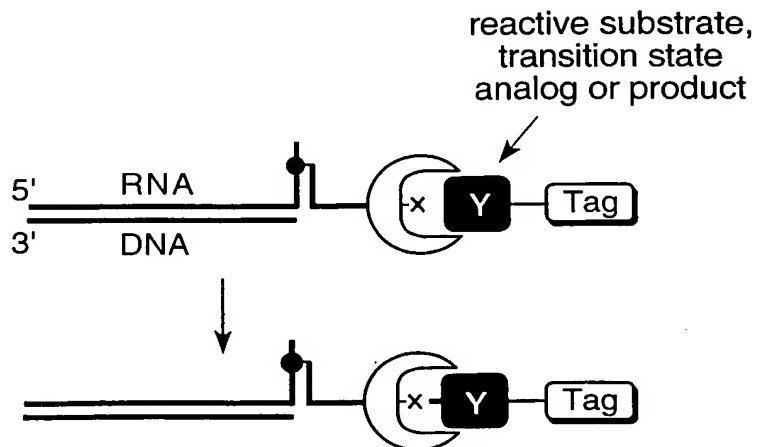 reactive substrate,
transition state
analog or product
5' RNA
x Y Tag
3' DNA
x Y Tag